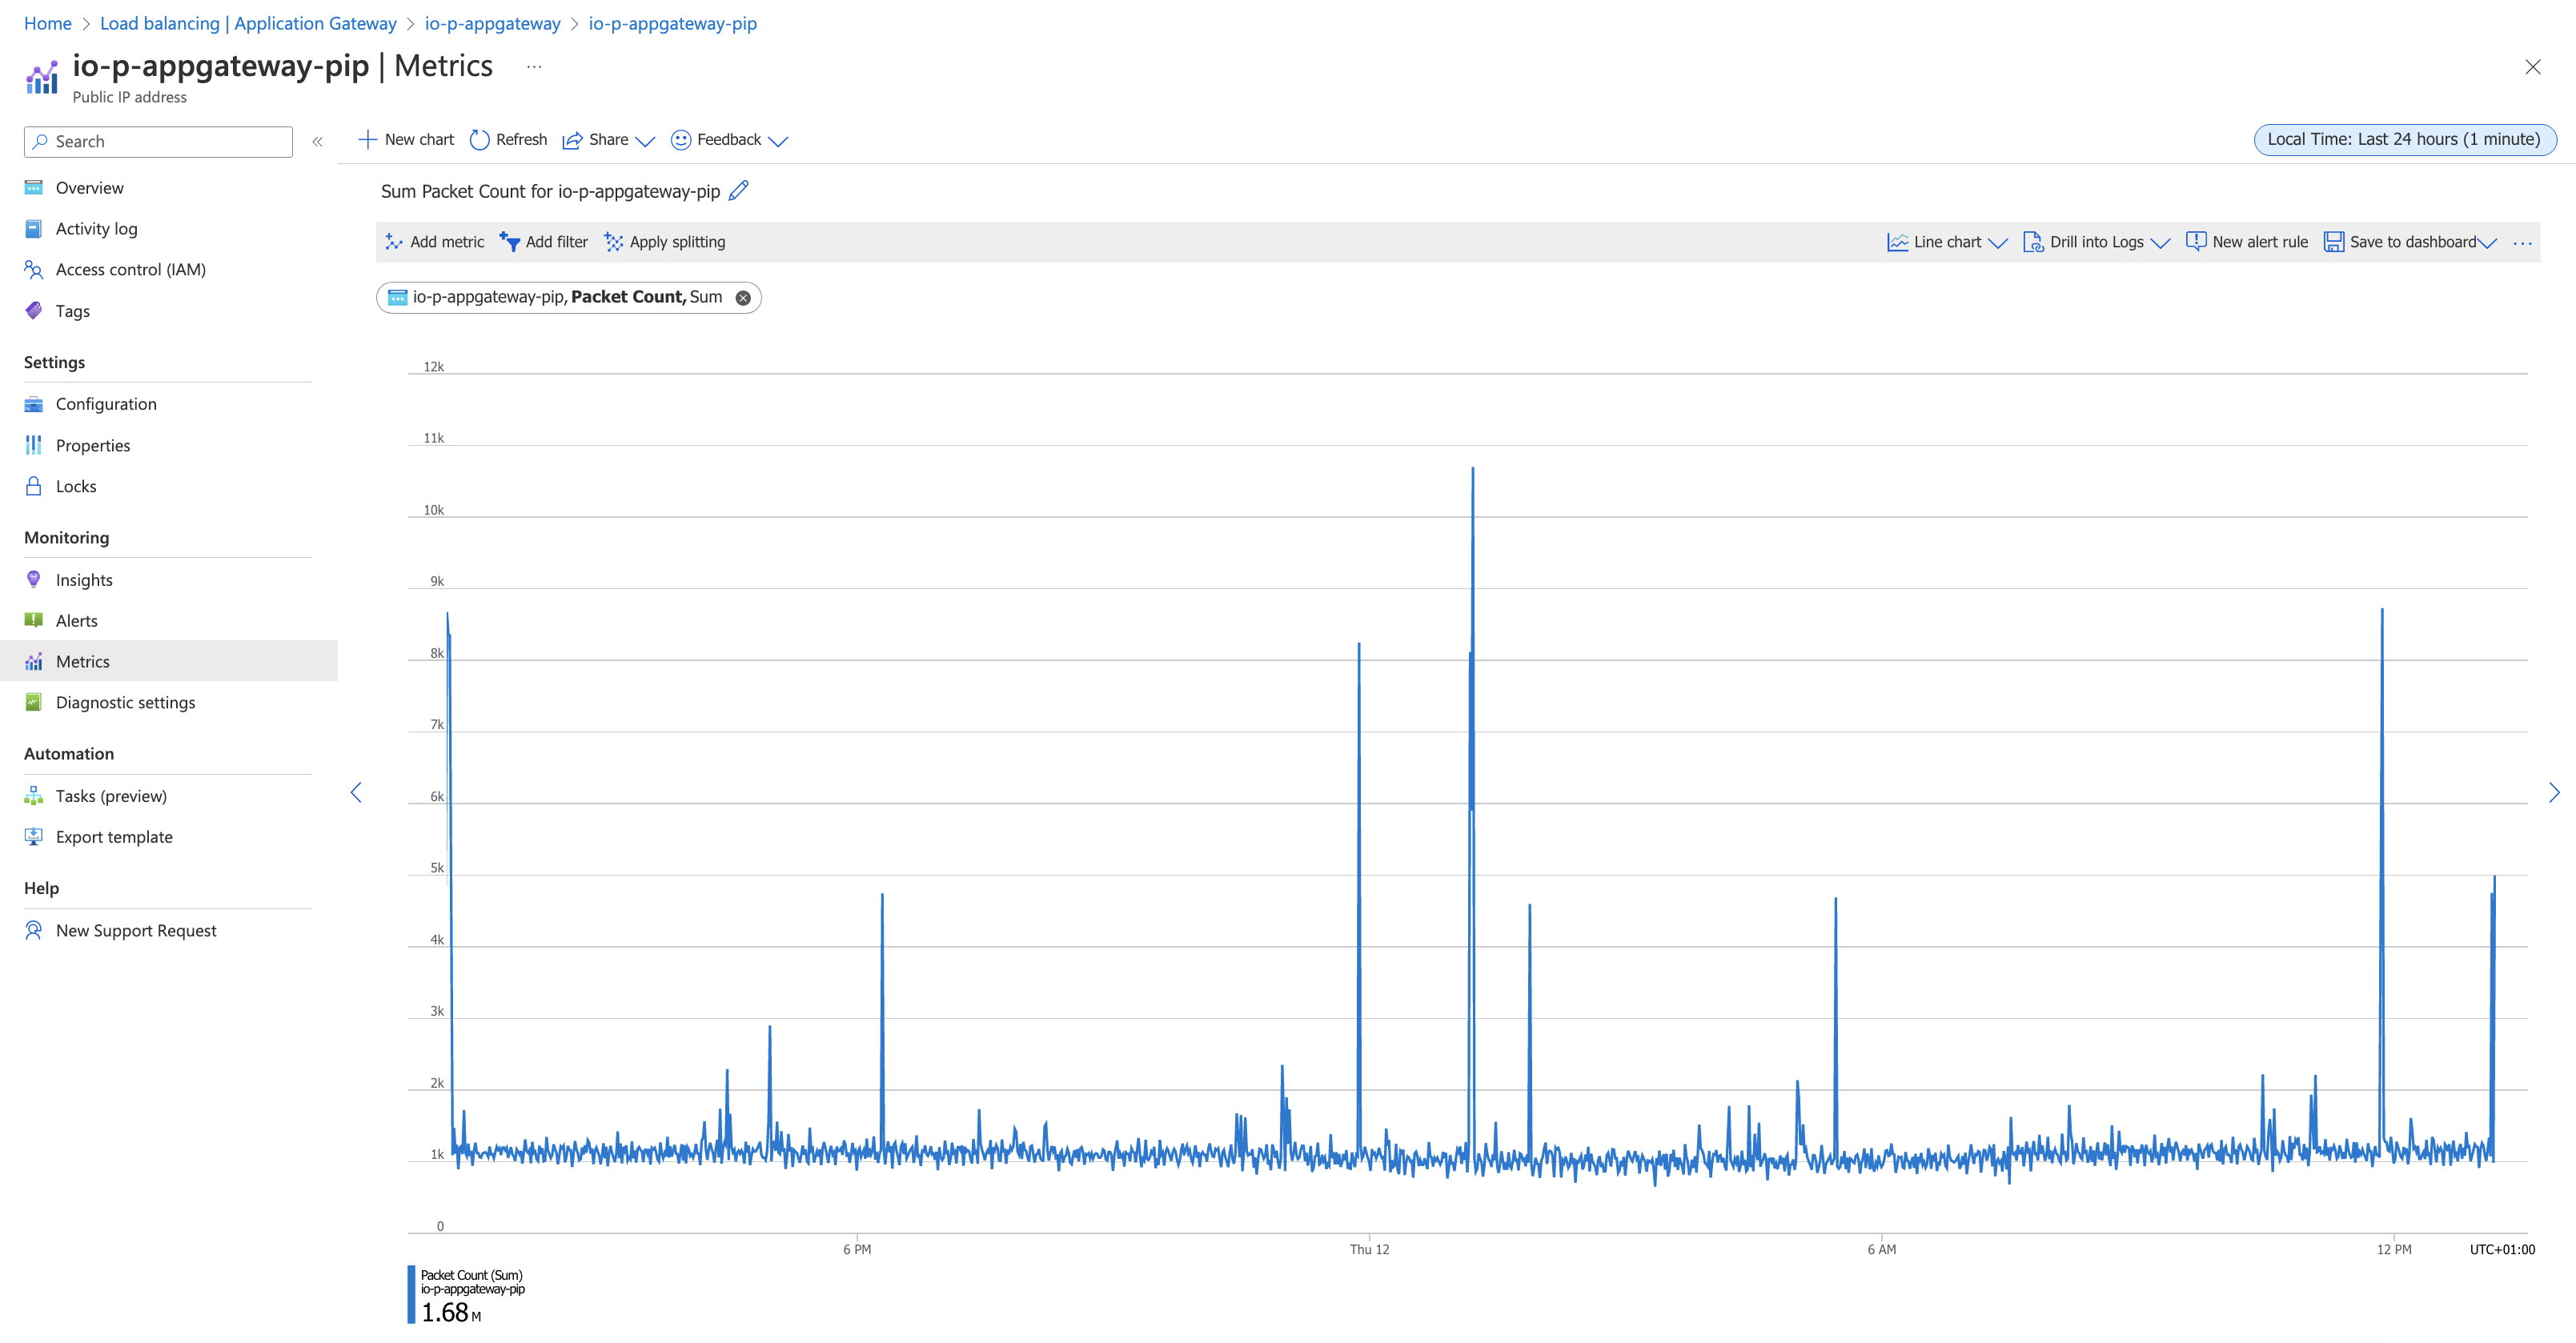 Home > Load balancing | Application Gateway > io-p-appgateway > io-p-appgateway-pip
io-p-appgateway-pip | Metrics ...
Public IP address
Search «
New chart Refresh Share Feedback Local Time: Last 24 hours (1 minute)
Overview
Activity log
Access control (IAM)
Tags
Settings
Configuration
Properties
Locks
Monitoring
Insights
Alerts
Metrics
Diagnostic settings
Automation
Tasks (preview)
Export template
Help
New Support Request
Sum Packet Count for io-p-appgateway-pip
Add metric Add filter Apply splitting Line chart Drill into Logs New alert rule Save to dashboard ...
io-p-appgateway-pip, Packet Count, Sum
12k
11k
10k
9k
8k
7k
6k
5k
4k
3k
2k
1k
0
6 PM Thu 12 6 AM 12 PM UTC+01:00
Packet Count (Sum)
io-p-appgateway-pip
1.68 M